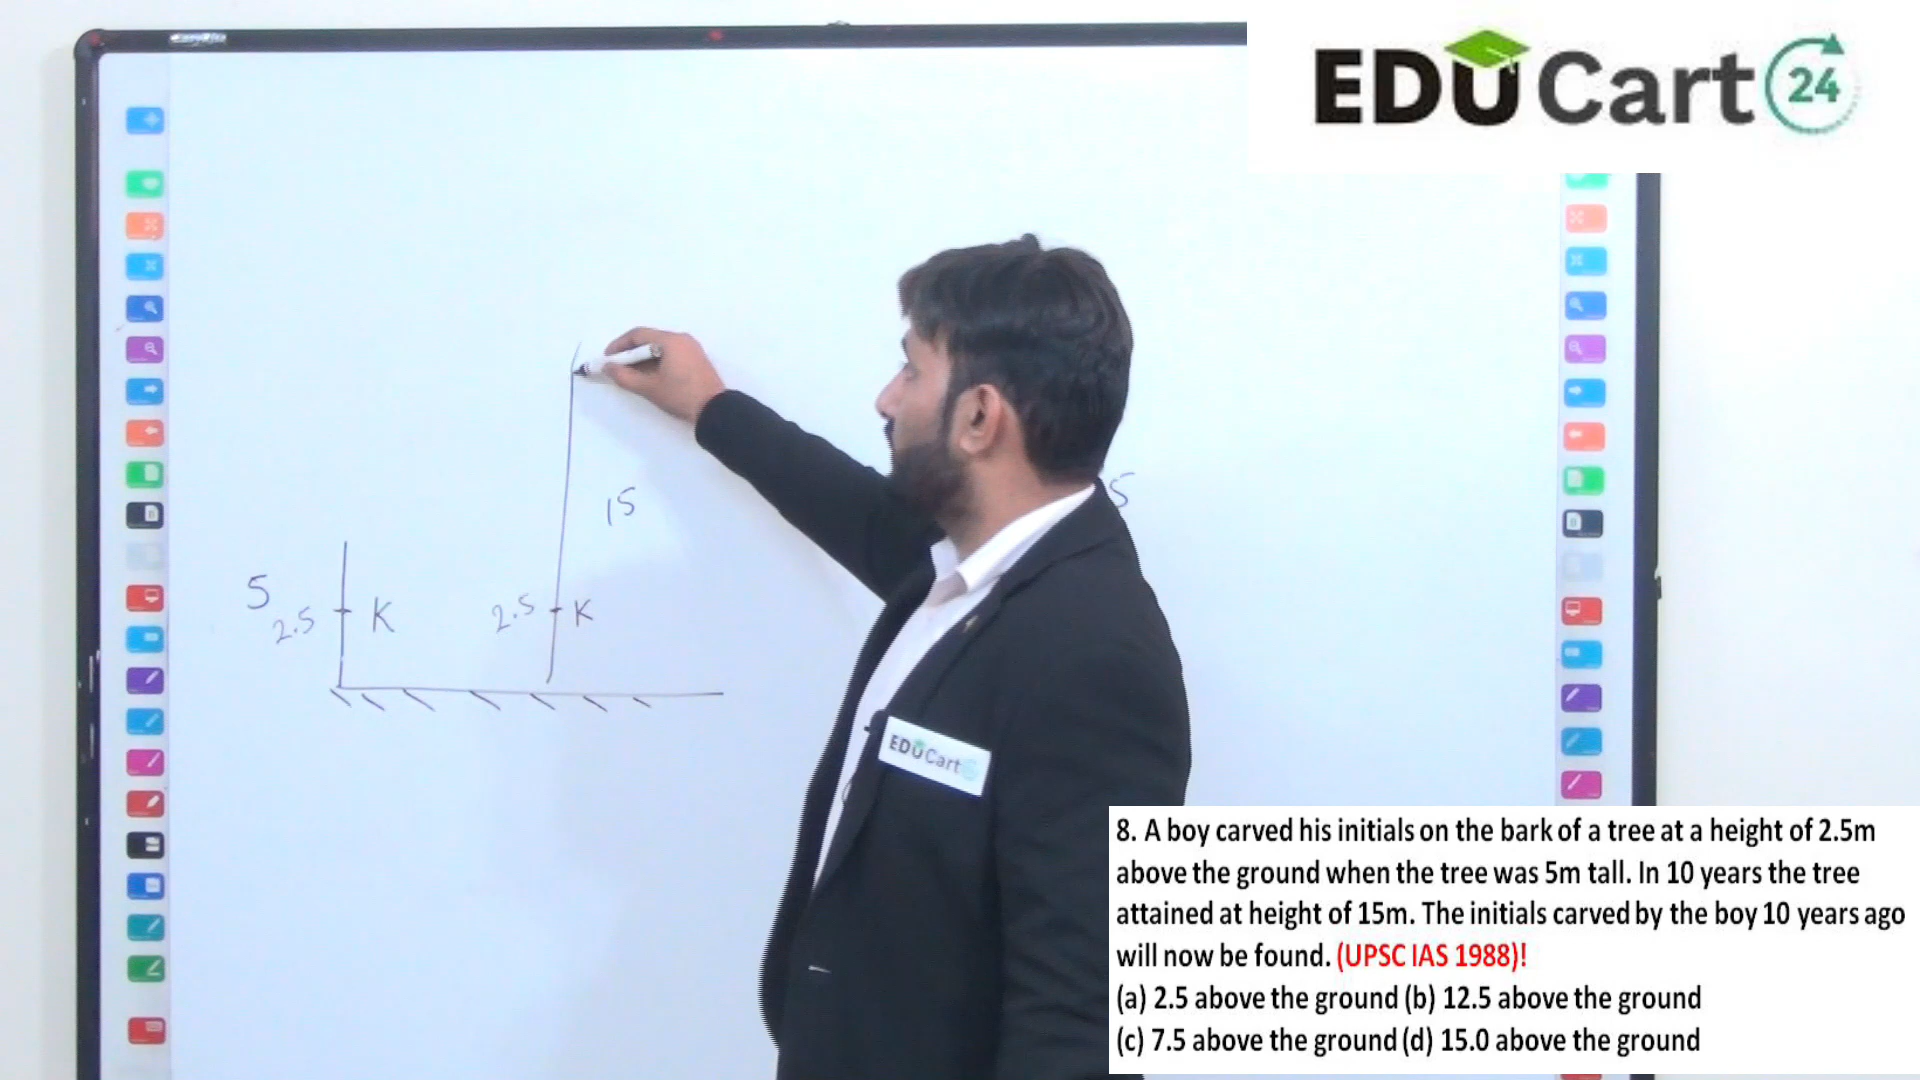 EDUCart 24
15
5
5
2.5 K
2.5 K
EDUCart
8. A boy carved his initials on the bark of a tree at a height of 2.5m
above the ground when the tree was 5m tall. In 10 years the tree
attained at height of 15m. The initials carved by the boy 10 years ago
will now be found. (UPSC IAS 1988)!
(a) 2.5 above the ground (b) 12.5 above the ground
(c) 7.5 above the ground (d) 15.0 above the ground